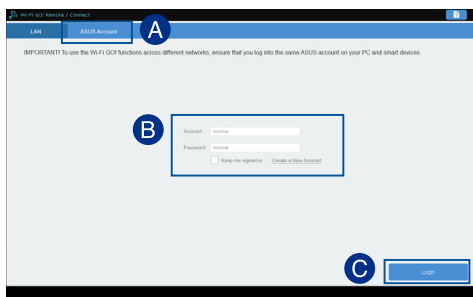 Wi-Fi GO! Remote / Connect
LAN ASUS Account A
IMPORTANT! To use the Wi-Fi GO! functions across different networks, ensure that you log into the same ASUS account on your PC and smart devices.
B
Account: Normal
Password: Normal
Keep me signed in Create a New Account
C
Login